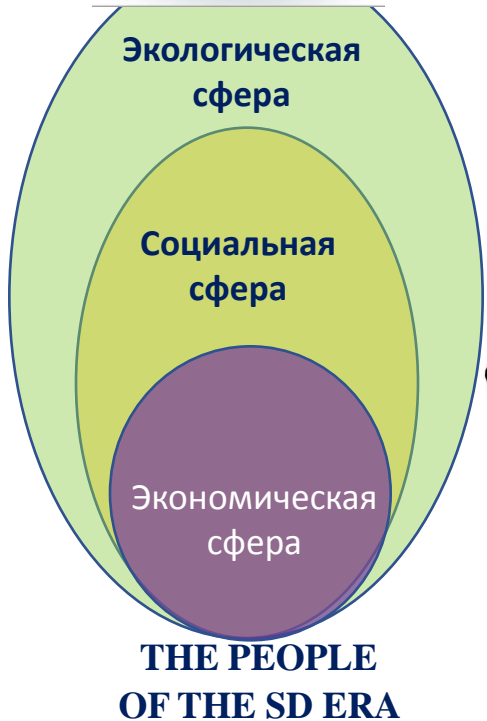 Экологическая
сфера
Социальная
сфера
Экономическая
сфера
THE PEOPLE
OF THE SD ERA